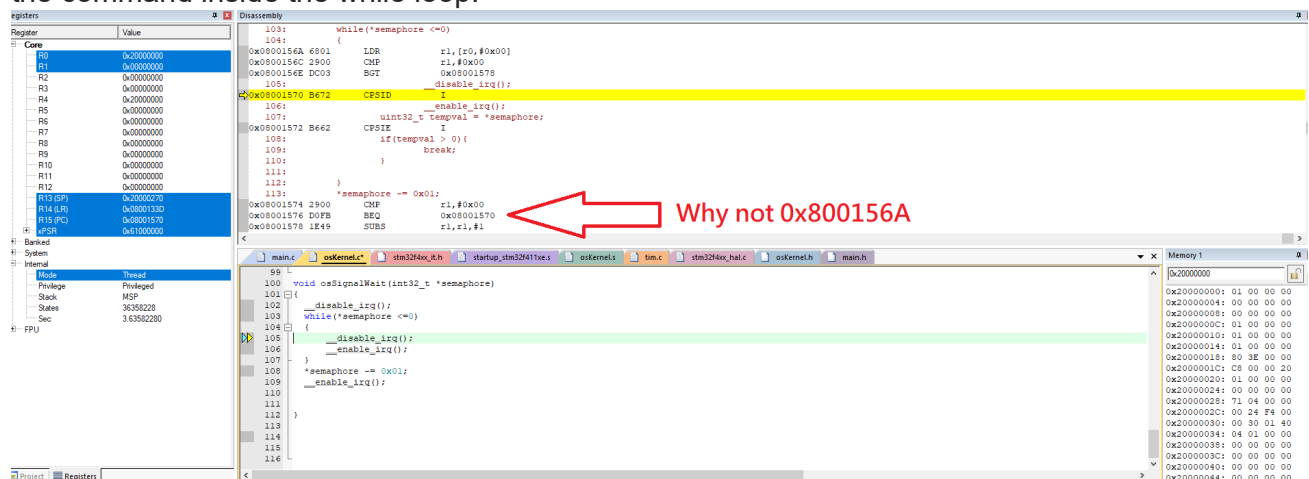 the command inside the while loop.
egisters
Disassembly
Register
Value
Core
R0 0x20000000
R1 0x00000000
R2 0x00000000
R3 0x00000000
R4 0x20000000
R5 0x00000000
R6 0x00000000
R7 0x00000000
R8 0x00000000
R9 0x00000000
R10 0x00000000
R11 0x00000000
R12 0x00000000
R13 (SP) 0x20000270
R14 (LR) 0x0800133D
R15 (PC) 0x08001570
xPSR 0x61000000
Banked
System
Internal
Mode Thread
Privilege Privileged
Stack MSP
States 36358228
Sec 3.63582280
FPU
Project Registers
103: while(*semaphore <=0)
104: {
0x0800156A 6801 LDR r1,[r0,#0x00]
0x0800156C 2900 CMP r1,#0x00
0x0800156E DC03 BGT 0x08001578
105: __disable_irq();
0x08001570 B672 CPSID I
106: __enable_irq();
107: uint32_t tempval = *semaphore;
0x08001572 B662 CPSIE I
108: if(tempval > 0){
109: break;
110: }
111:
112: }
113: *semaphore -= 0x01;
0x08001574 2900 CMP r1,#0x00
0x08001576 D0FB BEQ 0x08001570
0x08001578 1E49 SUBS r1,r1,#1
Why not 0x800156A
main.c osKernel.c* stm32f4xx_it.h startup_stm32f411xe.s osKernel.s tim.c stm32f4xx_hal.c osKernel.h main.h
99
100 void osSignalWait(int32_t *semaphore)
101 {
102 __disable_irq();
103 while(*semaphore <=0)
104 {
105 __disable_irq();
106 __enable_irq();
107 }
108 *semaphore -= 0x01;
109 __enable_irq();
110
111
112 }
113
114
115
116
Memory 1
0x20000000
0x20000000: 01 00 00 00
0x20000004: 00 00 00 00
0x20000008: 00 00 00 00
0x2000000C: 01 00 00 00
0x20000010: 01 00 00 00
0x20000014: 01 00 00 00
0x20000018: 80 3E 00 00
0x2000001C: C8 00 00 20
0x20000020: 01 00 00 00
0x20000024: 00 00 00 00
0x20000028: 71 04 00 00
0x2000002C: 00 24 F4 00
0x20000030: 00 30 01 40
0x20000034: 04 01 00 00
0x20000038: 00 00 00 00
0x2000003C: 00 00 00 00
0x20000040: 00 00 00 00
0x20000044: 00 00 00 00